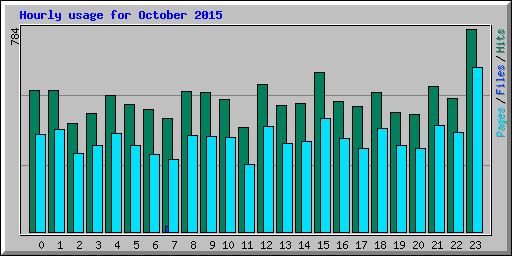 Hourly usage for October 2015
784
Pages/Files/Hits
0 1 2 3 4 5 6 7 8 9 10 11 12 13 14 15 16 17 18 19 20 21 22 23